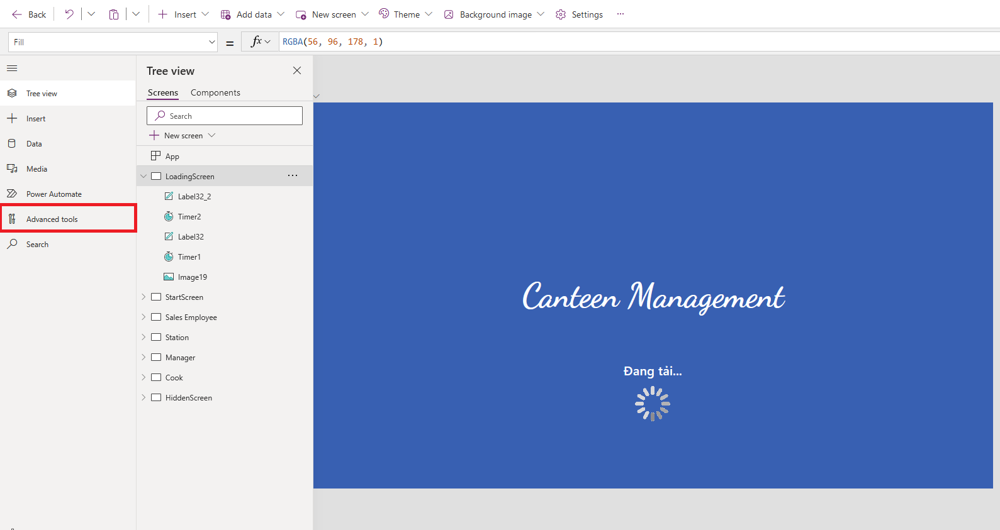 Back
Insert
Add data
New screen
Theme
Background image
Settings
...
Fill
=
fx
RGBA(56, 96, 178, 1)
Tree view
Insert
Data
Media
Power Automate
Advanced tools
Search
Tree view
Screens
Components
Search
New screen
App
LoadingScreen
...
Label32_2
Timer2
Label32
Timer1
Image19
StartScreen
Sales Employee
Station
Manager
Cook
HiddenScreen
Canteen Management
Đang tải...